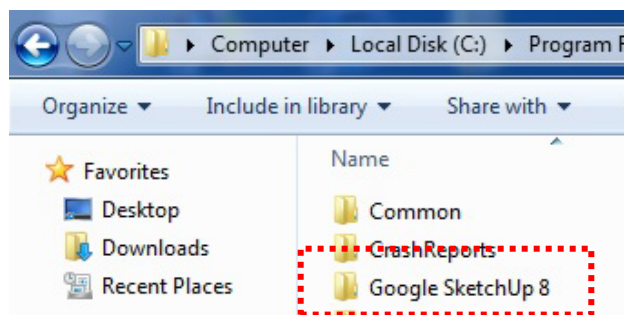 Computer Local Disk (C:) Program F
Organize Include in library Share with
Favorites
Desktop
Downloads
Recent Places
Name
Common
CrashReports
Google SketchUp 8